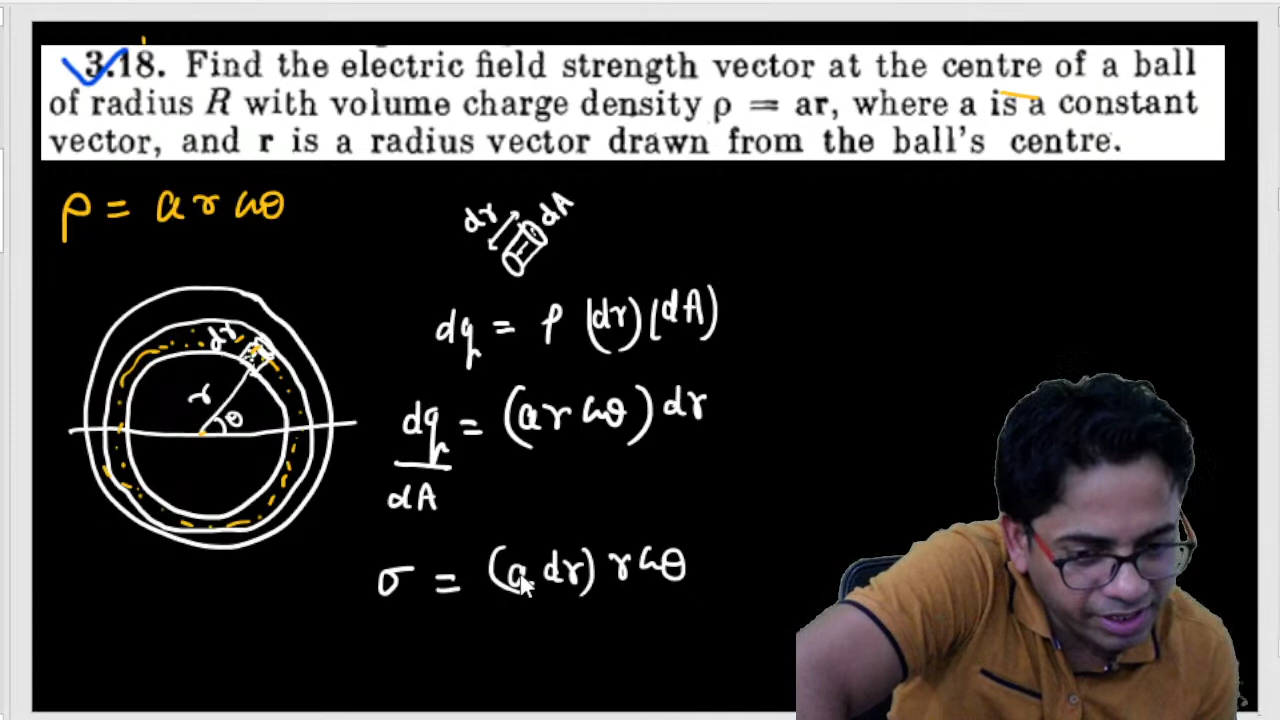 3.18. Find the electric field strength vector at the centre of a ball
of radius R with volume charge density ρ = ar, where a is a constant
vector, and r is a radius vector drawn from the ball's centre.
ρ = a r cosθ
dr dA
dq = ρ (dr) (dA)
dr
r θ
dq/dA = (a r cosθ) dr
σ = (a dr) r cosθ